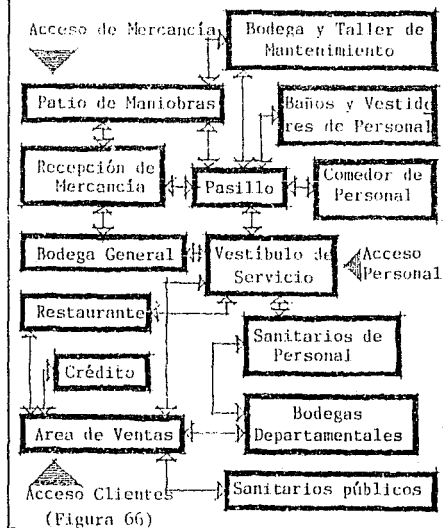 Acceso de Mercancía
Bodega y Taller de
Mantenimiento
Patio de Maniobras
Baños y Vestido
res de Personal
Recepción de
Mercancía
Pasillo
Comedor de
Personal
Bodega General
Vestíbulo de
Servicio
Acceso
Personal
Restaurante
Sanitarios de
Personal
Crédito
Bodegas
Departamentales
Area de Ventas
Acceso Clientes
Sanitarios públicos
(Figura 66)